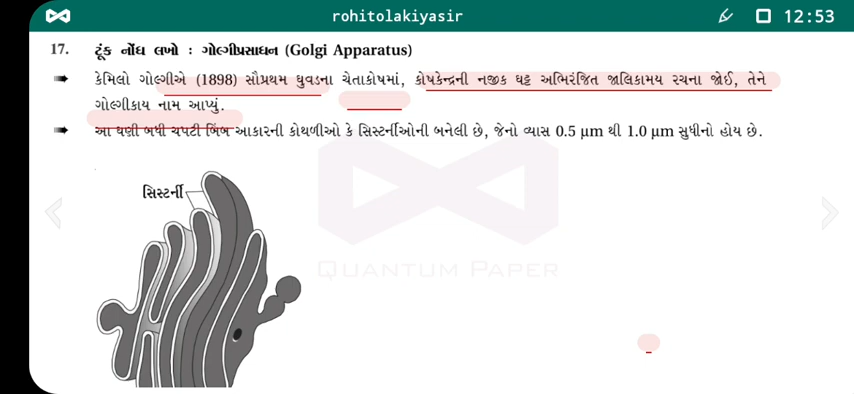 rohitolakiyasir
12:53
17. ટૂંક નોંધ લખો : ગોલ્ગીપ્રસાધન (Golgi Apparatus)
કેમિલો ગોલ્ગીએ (1898) સૌપ્રથમ ઘુવડના ચેતાકોષમાં, કોષકેન્દ્રની નજીક ઘટ્ટ અભિરંજિત જાલિકામય રચના જોઈ, તેને
ગોલ્ગીકાય નામ આપ્યું.
આ ઘણી બધી ચપટી બિંબ આકારની કોથળીઓ કે સિસ્ટર્નીઓની બનેલી છે, જેનો વ્યાસ 0.5 µm થી 1.0 µm સુધીનો હોય છે.
સિસ્ટર્ની
QUANTUM PAPER